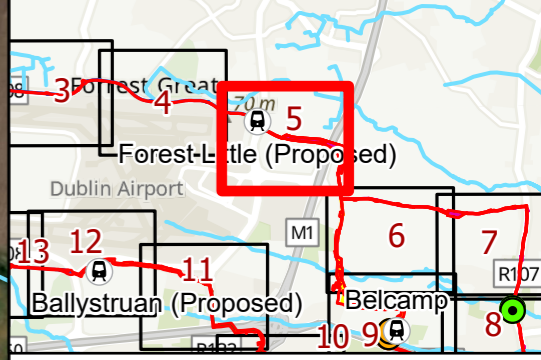 Forrest Great
3
4
70 m
5
Forest-Little (Proposed)
Dublin Airport
M1
6
7
13
12
11
R107
Ballystruan (Proposed)
Belcamp
10
9
8